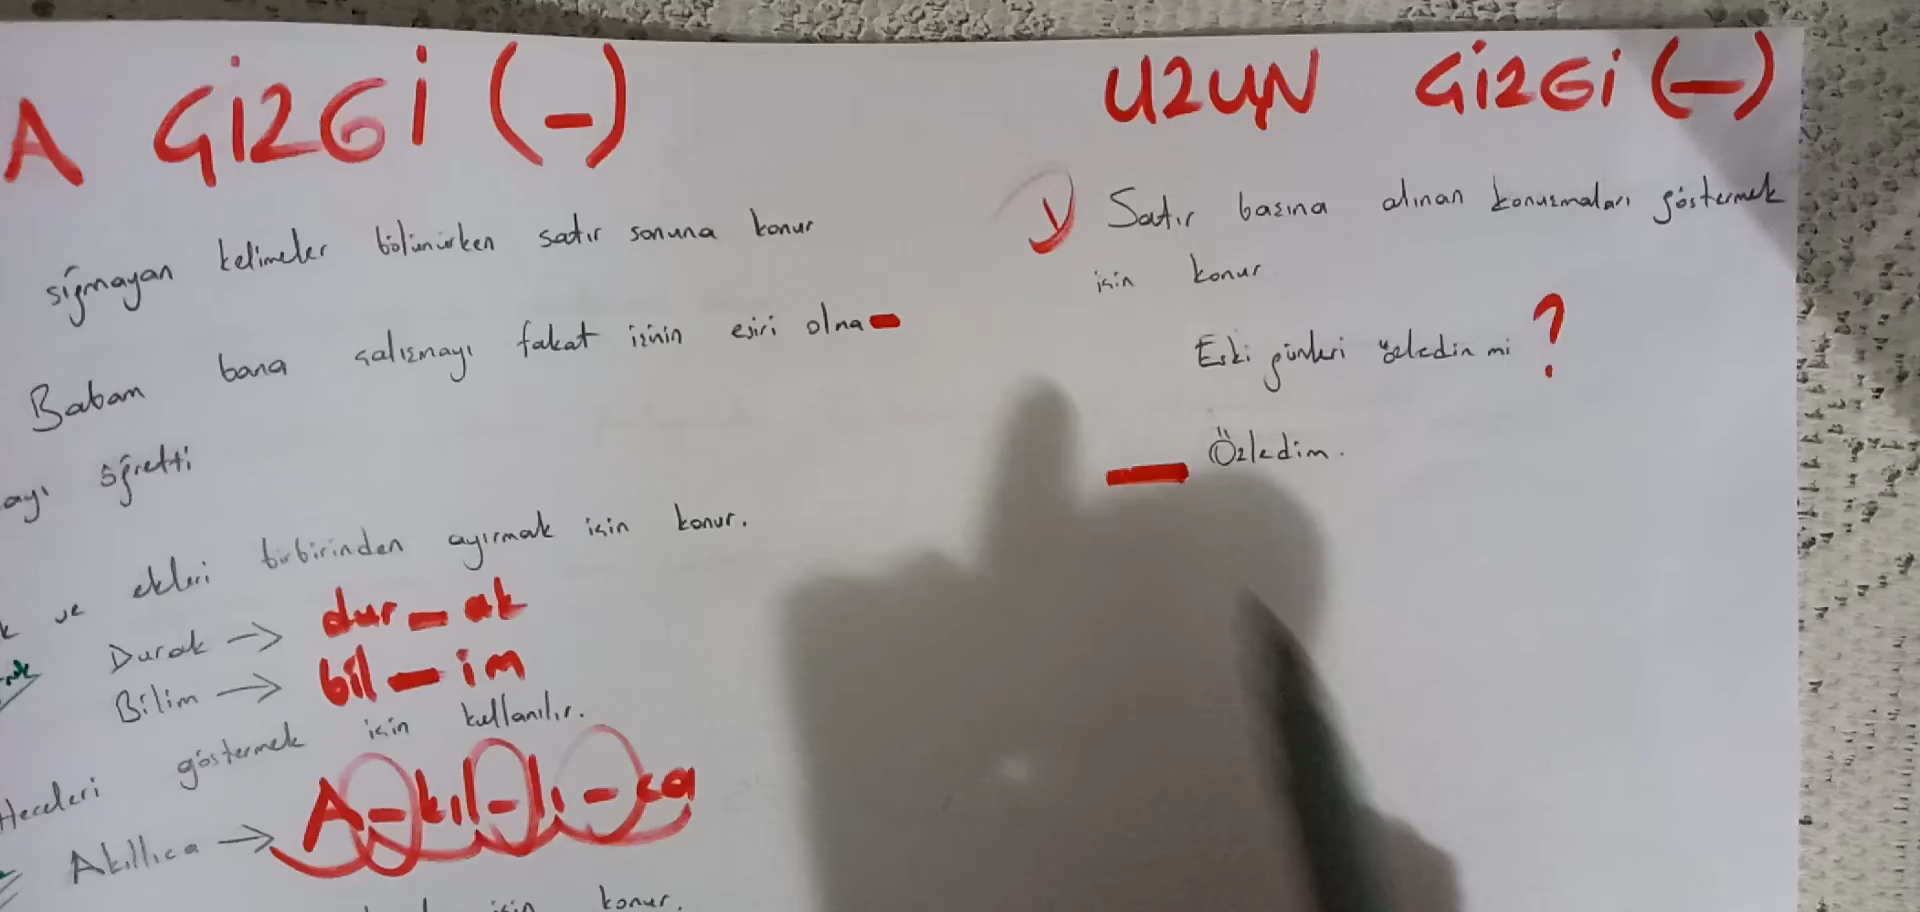 A ÇİZGİ (-)
sığmayan kelimeler bölünürken satır sonuna konur
Babam bana çalışmayı fakat işinin esiri olma-
ayı öğretti
k ve ekleri birbirinden ayırmak için konur.
Durak → dur-ak
Bilim → bil-im
Heceleri göstermek için kullanılır.
Akıllıca → A-kıl-lı-ca
için konur.
UZUN ÇİZGİ (—)
Satır başına alınan konuşmaları göstermek
için konur
Eski günleri özledin mi ?
— Özledim.